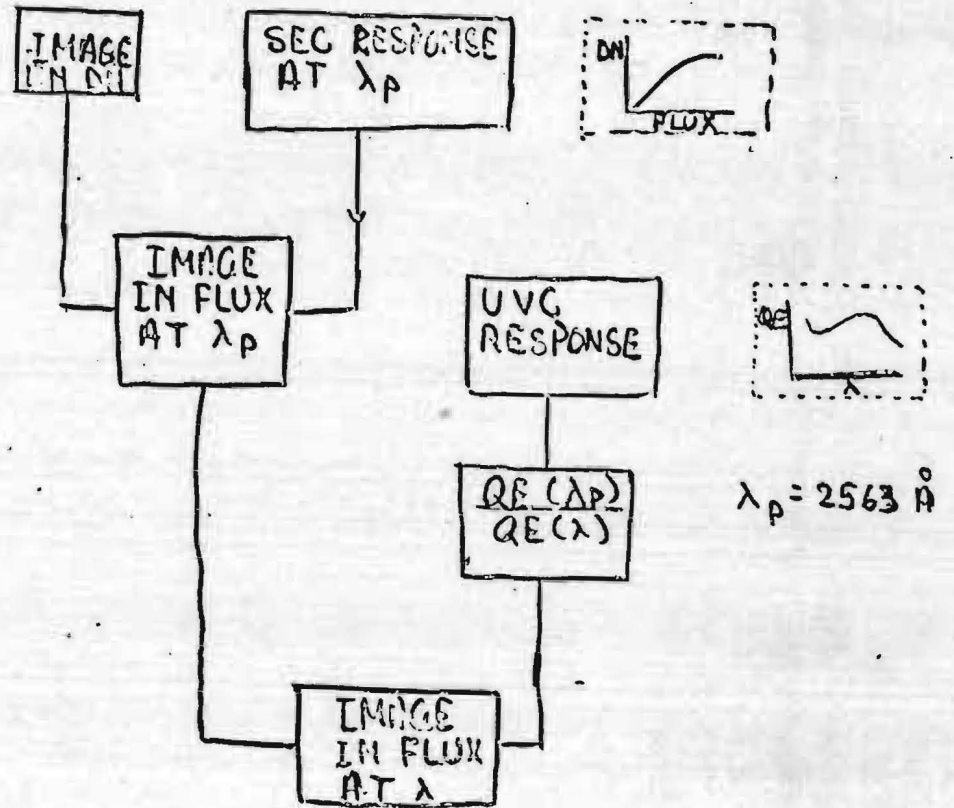 IMAGE
IN DN
SEC RESPONSE
AT λp
DN
FLUX
IMAGE
IN FLUX
AT λp
UVC
RESPONSE
QE
λ
QE (λp)
QE (λ)
λp = 2563 Å
IMAGE
IN FLUX
AT λ